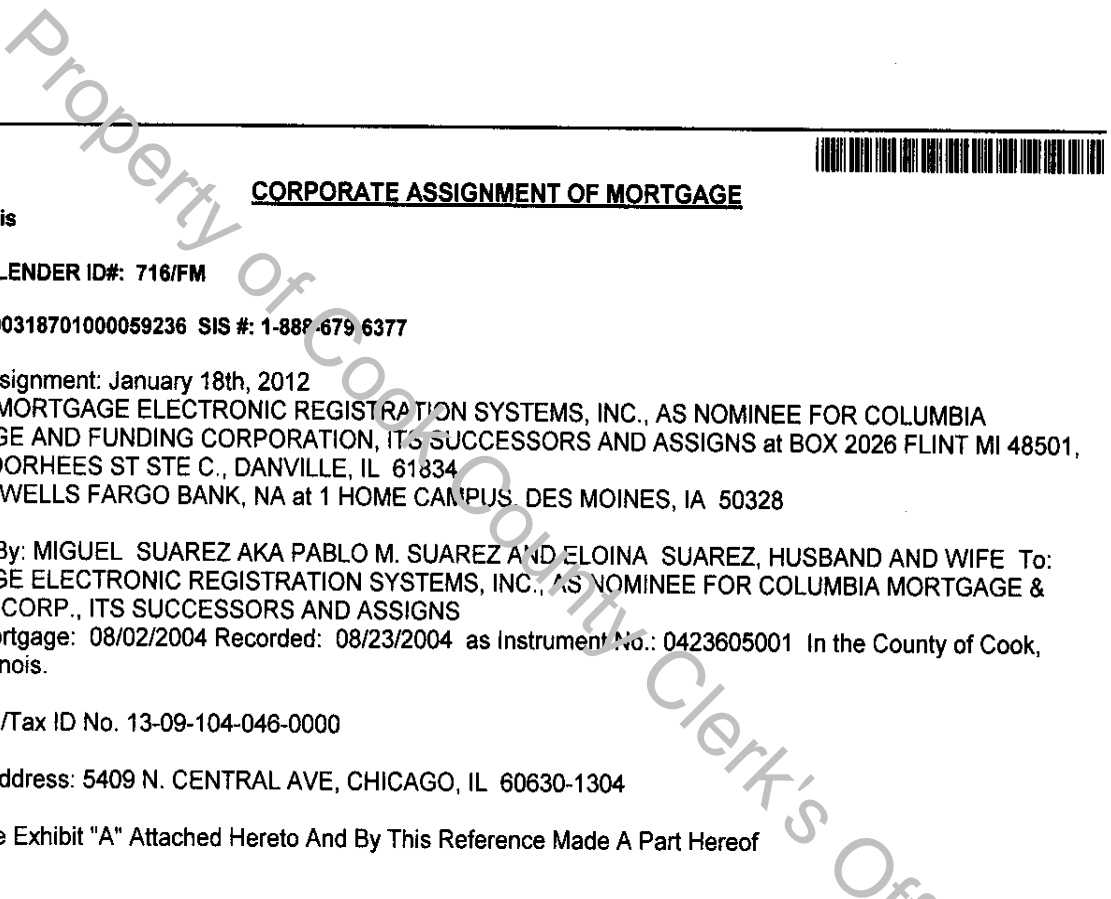 Property of Cook County Clerk's Off
CORPORATE ASSIGNMENT OF MORTGAGE
is
LENDER ID#: 716/FM
00318701000059236 SIS #: 1-888-679-6377
signment: January 18th, 2012
MORTGAGE ELECTRONIC REGISTRATION SYSTEMS, INC., AS NOMINEE FOR COLUMBIA
GE AND FUNDING CORPORATION, ITS SUCCESSORS AND ASSIGNS at BOX 2026 FLINT MI 48501,
OORHEES ST STE C., DANVILLE, IL 61834
WELLS FARGO BANK, NA at 1 HOME CAMPUS, DES MOINES, IA 50328
By: MIGUEL SUAREZ AKA PABLO M. SUAREZ AND ELOINA SUAREZ, HUSBAND AND WIFE To:
GE ELECTRONIC REGISTRATION SYSTEMS, INC., AS NOMINEE FOR COLUMBIA MORTGAGE &
CORP., ITS SUCCESSORS AND ASSIGNS
ortgage: 08/02/2004 Recorded: 08/23/2004 as Instrument No.: 0423605001 In the County of Cook,
nois.
/Tax ID No. 13-09-104-046-0000
ddress: 5409 N. CENTRAL AVE, CHICAGO, IL 60630-1304
e Exhibit "A" Attached Hereto And By This Reference Made A Part Hereof